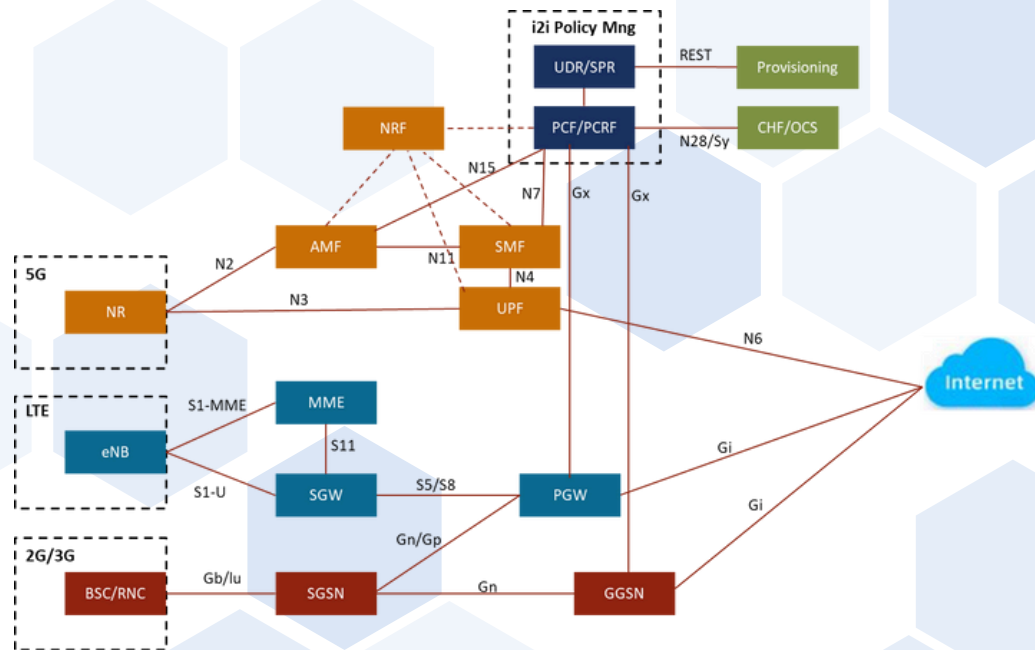 i2i Policy Mng
UDR/SPR
REST
Provisioning
NRF
PCF/PCRF
N28/Sy
CHF/OCS
N15
N7
Gx
Gx
AMF
N11
SMF
5G
N2
N4
NR
N3
UPF
N6
Internet
LTE
S1-MME
MME
eNB
S11
S1-U
SGW
S5/S8
PGW
Gi
Gi
2G/3G
Gn/Gp
BSC/RNC
Gb/Iu
SGSN
Gn
GGSN